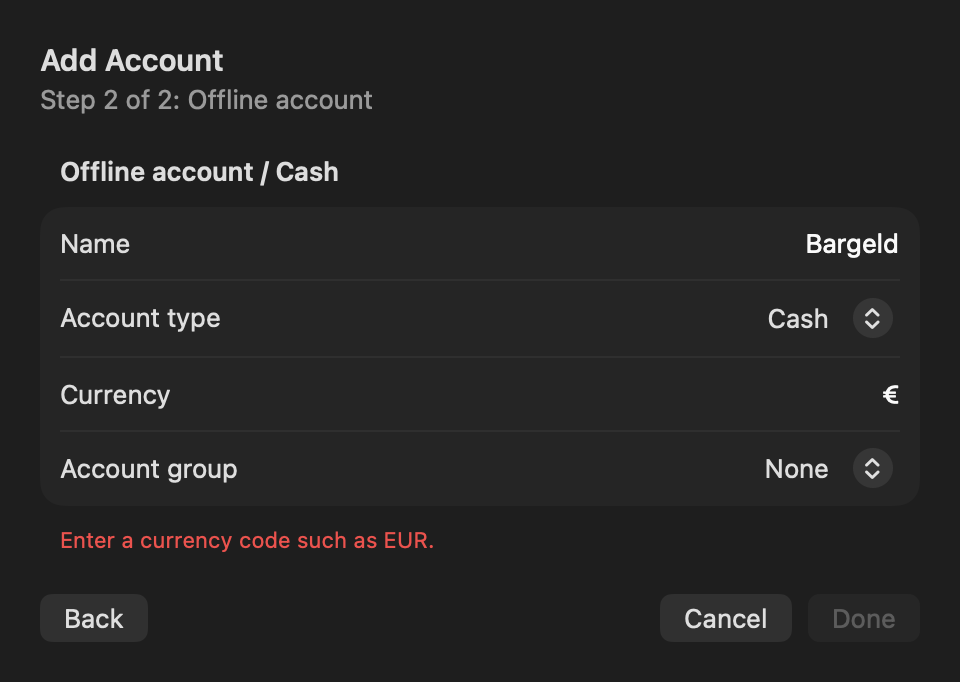 Add Account
Step 2 of 2: Offline account
Offline account / Cash
Name Bargeld
Account type Cash
Currency €
Account group None
Enter a currency code such as EUR.
Back Cancel Done